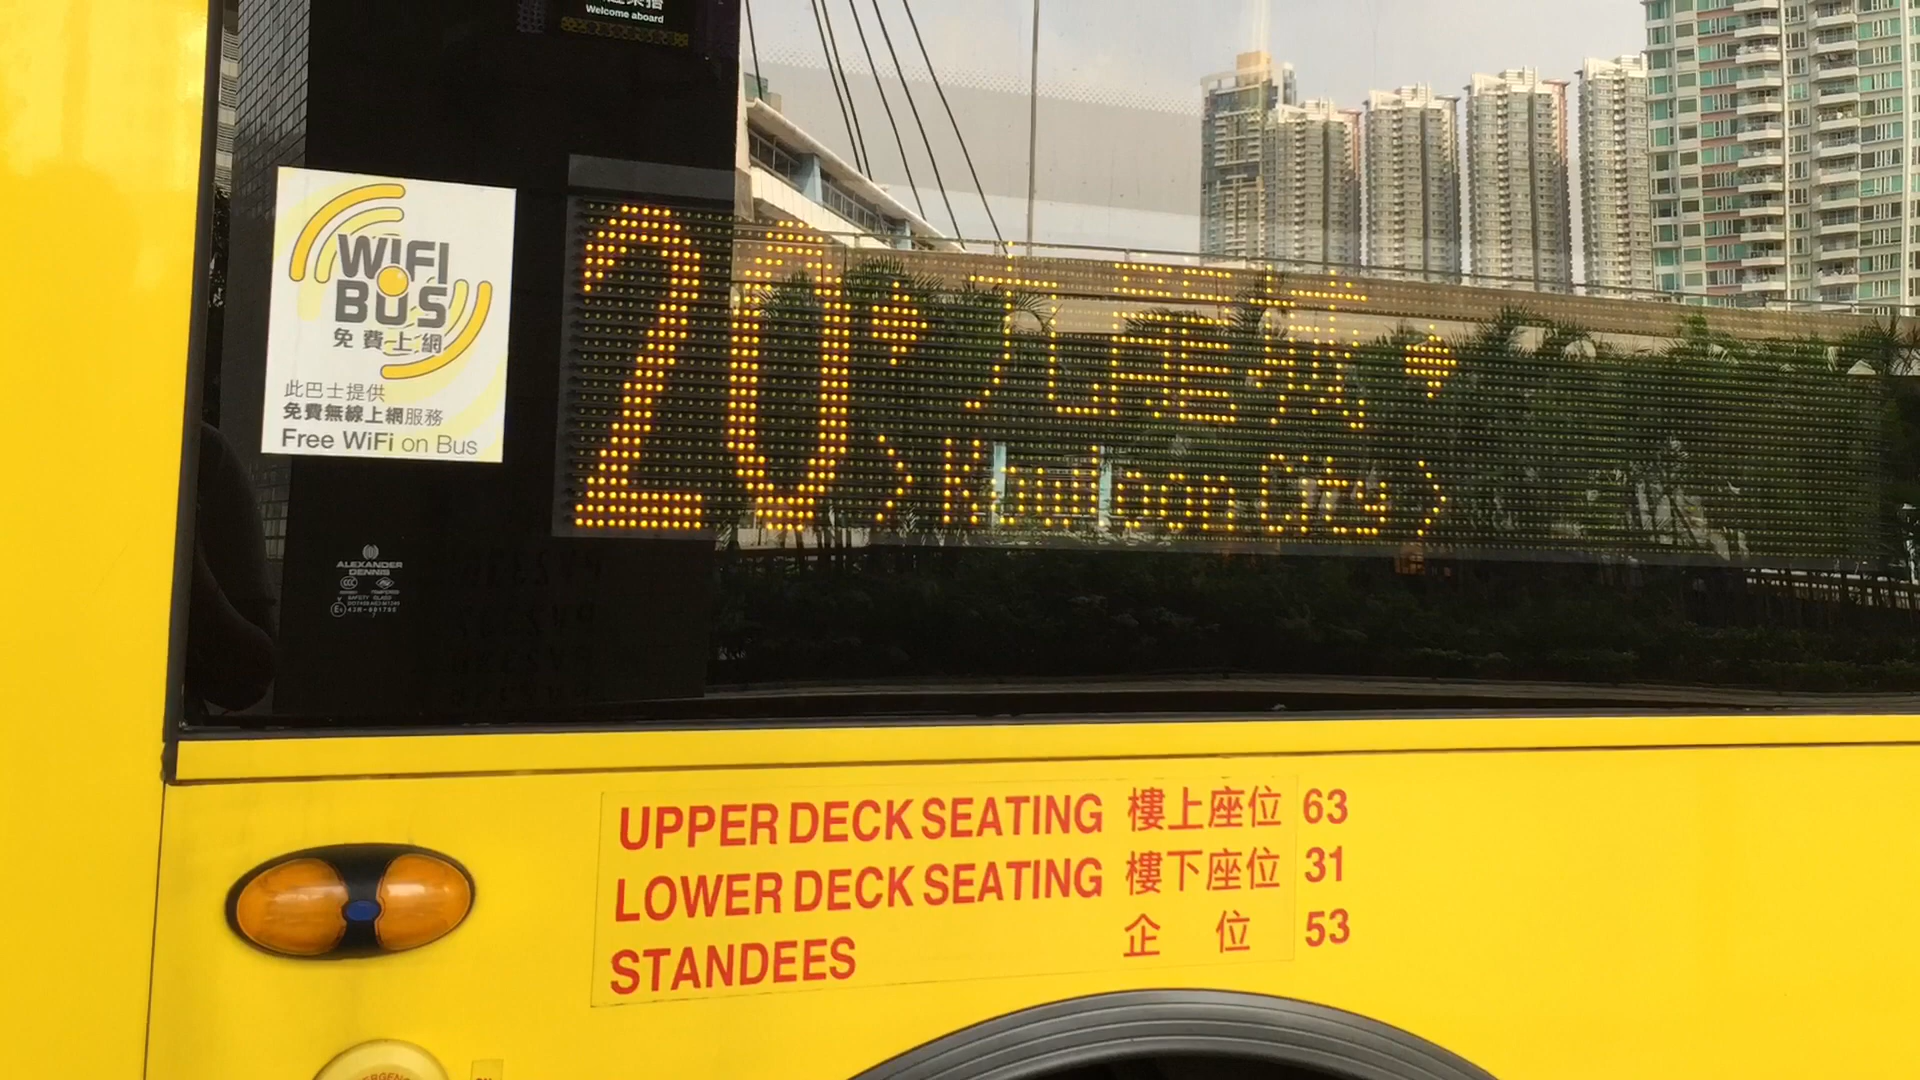 Welcome aboard
WIFI
BUS
免費上網
此巴士提供
免費無線上網服務
Free WiFi on Bus
20
九龍城
Kowloon City
ALEXANDER
DENNIS
UPPER DECK SEATING 樓上座位 63
LOWER DECK SEATING 樓下座位 31
STANDEES 企位 53